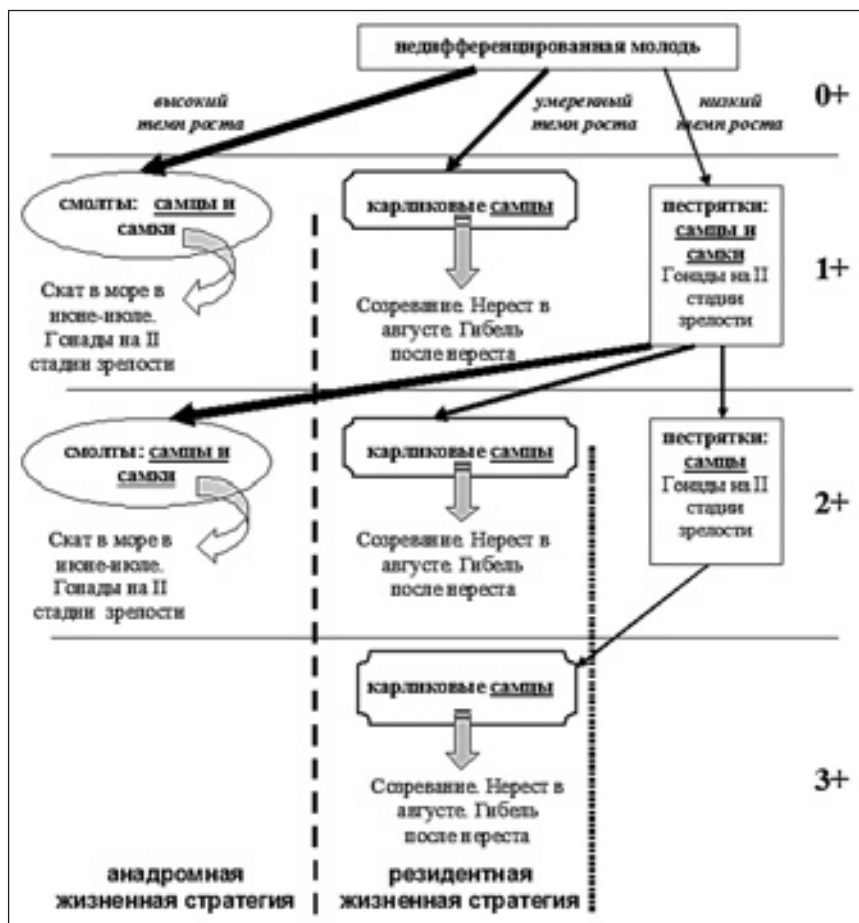 недифференцированная молодь
высокий
темп роста
умеренный
темп роста
низкий
темп роста
0+
смолты: самцы и
самки
Скат в море в
июне-июле.
Гонады на II
стадии зрелости
карликовые самцы
Созревание. Нерест в
августе. Гибель
после нереста
пестрятки:
самцы и
самки
Гонады на II
стадии
зрелости
1+
смолты: самцы и
самки
Скат в море в
июне-июле.
Гонады на II
стадии зрелости
карликовые самцы
Созревание. Нерест в
августе. Гибель
после нереста
пестрятки:
самцы
Гонады на II
стадии
зрелости
2+
карликовые самцы
Созревание. Нерест в
августе. Гибель
после нереста
3+
анадромная
жизненная стратегия
резидентная
жизненная стратегия